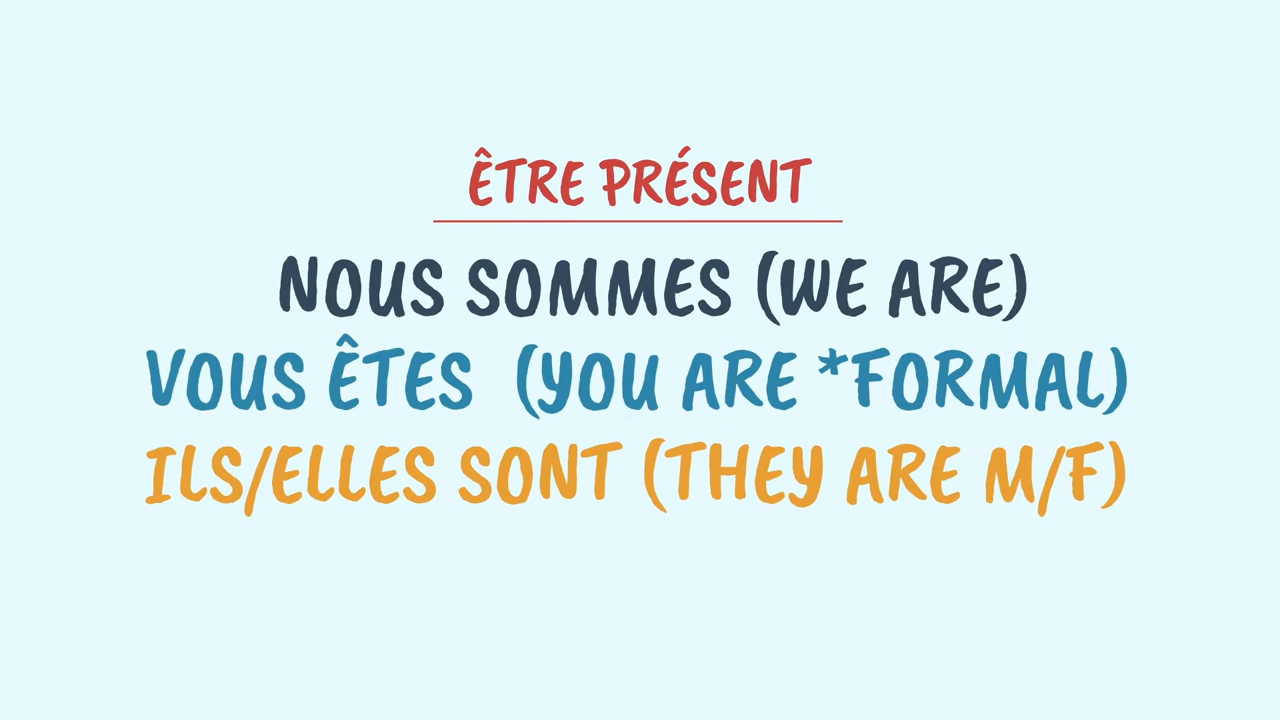 ÊTRE PRÉSENT
NOUS SOMMES (WE ARE)
VOUS ÊTES (YOU ARE *FORMAL)
ILS/ELLES SONT (THEY ARE M/F)